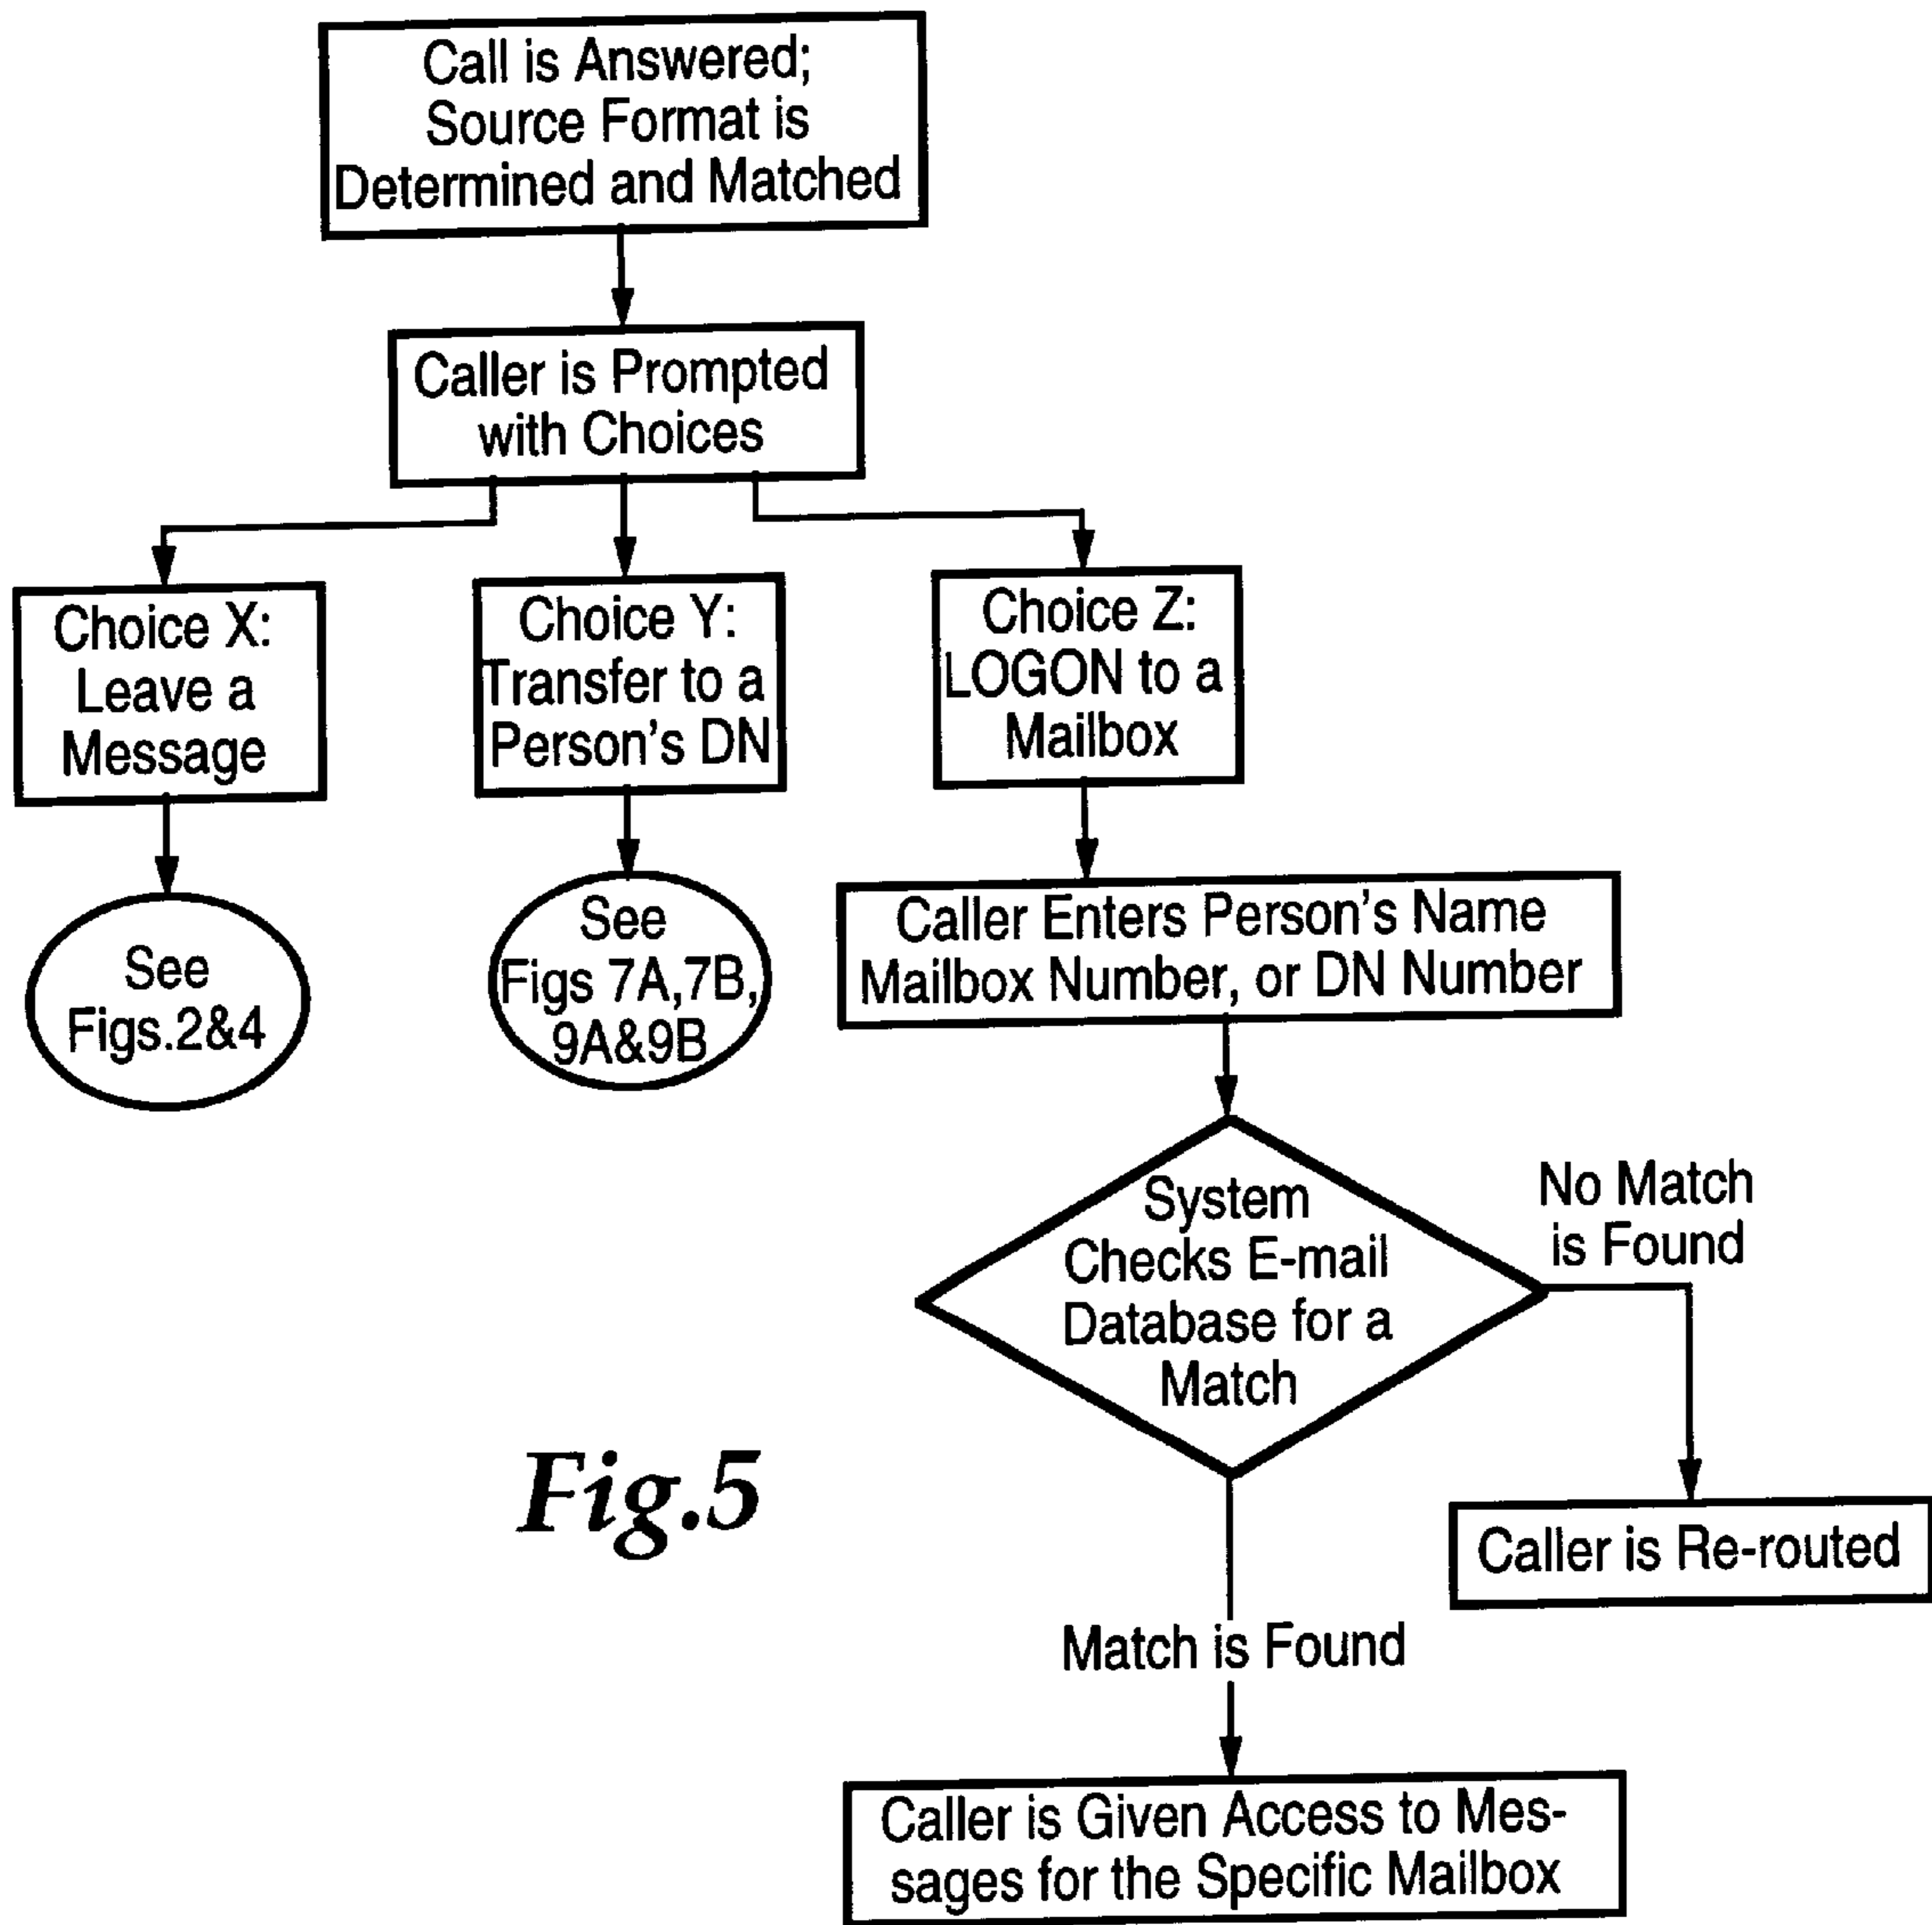 Call is Answered;
Source Format is
Determined and Matched
Caller is Prompted
with Choices
Choice X:
Leave a
Message
Choice Y:
Transfer to a
Person's DN
Choice Z:
LOGON to a
Mailbox
See
Figs.2&4
See
Figs 7A,7B,
9A&9B
Caller Enters Person's Name
Mailbox Number, or DN Number
System
Checks E-mail
Database for a
Match
No Match
is Found
Caller is Re-routed
Match is Found
Caller is Given Access to Mes-
sages for the Specific Mailbox
Fig.5